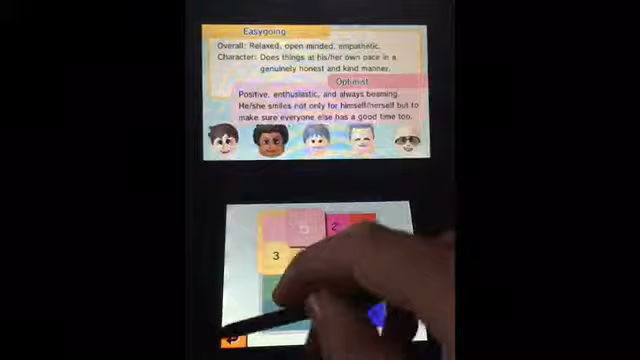 Easygoing
Overall: Relaxed, open minded, empathetic.
Character: Does things at his/her own pace in a
genuinely honest and kind manner.
Optimist
Positive, enthusiastic, and always beaming.
He/she smiles not only for himself/herself but to
make sure everyone else has a good time too.
5 2
3